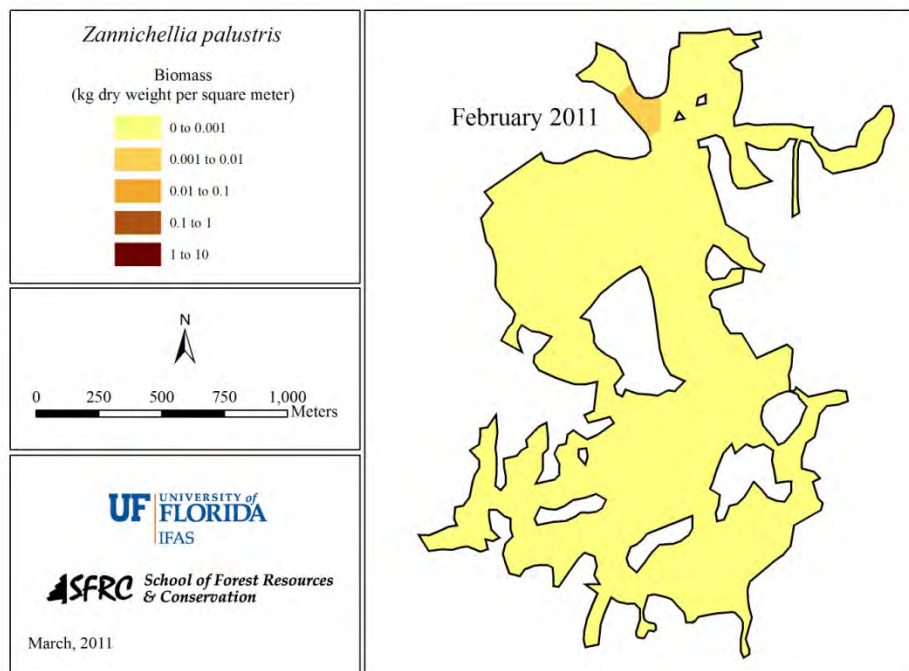 Zannichellia palustris
Biomass
(kg dry weight per square meter)
0 to 0.001
0.001 to 0.01
0.01 to 0.1
0.1 to 1
1 to 10
N
0 250 500 750 1,000
Meters
UF UNIVERSITY of
FLORIDA
IFAS
SFRC School of Forest Resources
& Conservation
March, 2011
February 2011